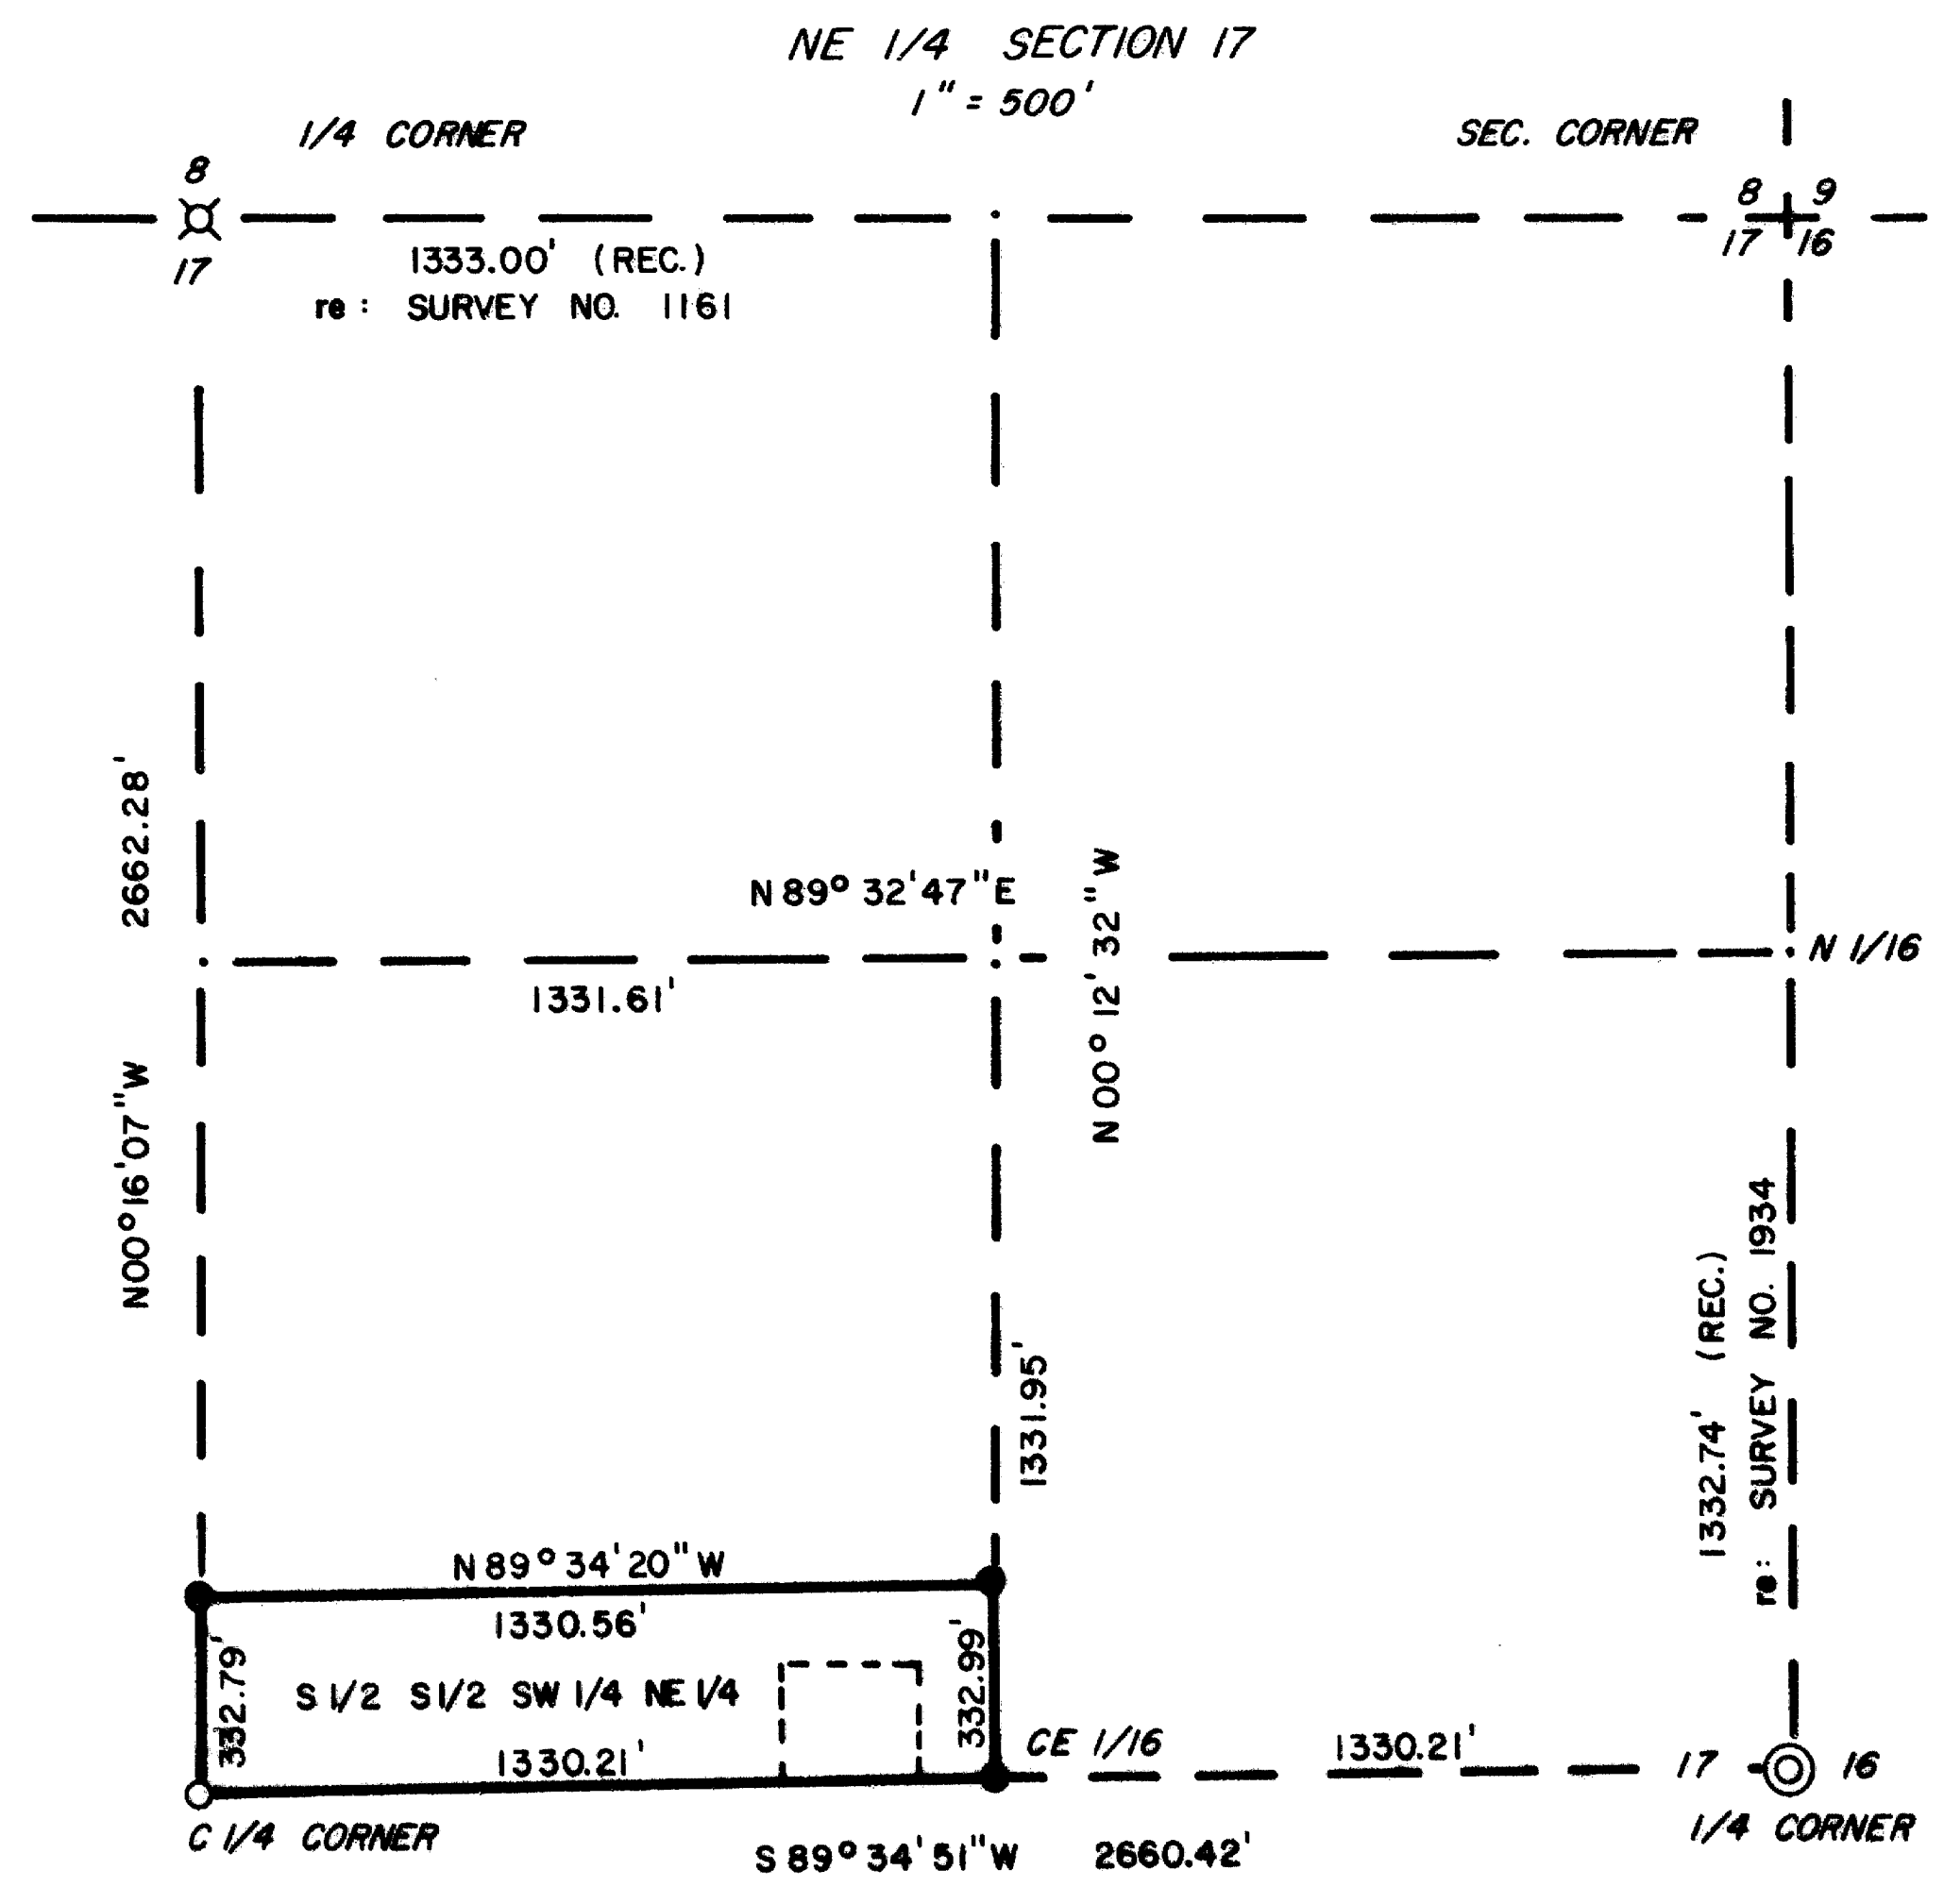 NE 1/4 SECTION 17
1" = 500'
1/4 CORNER
SEC. CORNER
8
8 9
17
17 16
1333.00' (REC.)
re: SURVEY NO. 1161
2662.28'
N00°16'07"W
N 89° 32' 47" E
1331.61'
N 00° 12' 32" W
N 1/16
1331.95'
1332.74' (REC.)
re: SURVEY NO. 1934
N 89° 34' 20" W
1330.56'
332.79'
S 1/2 S 1/2 SW 1/4 NE 1/4
332.99'
1330.21'
CE 1/16
1330.21'
17 16
C 1/4 CORNER
1/4 CORNER
S 89° 34' 51" W 2660.42'